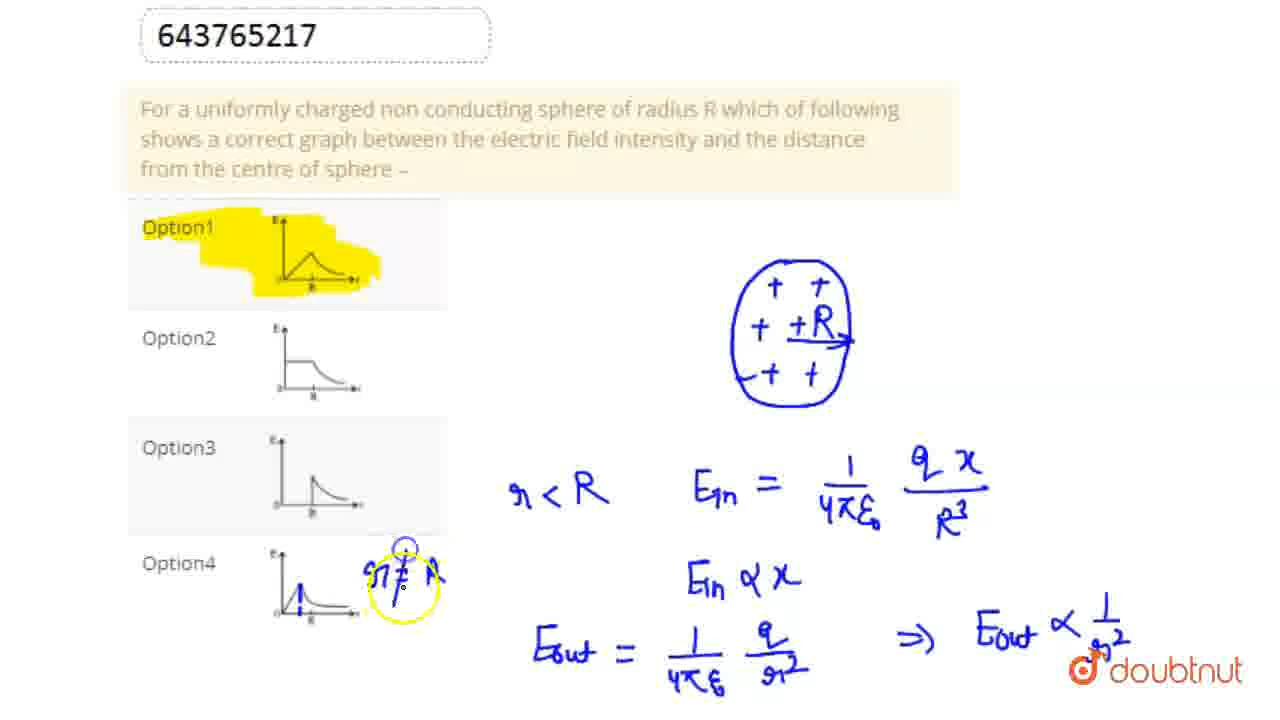 643765217
For a uniformly charged non conducting sphere of radius R which of following
shows a correct graph between the electric field intensity and the distance
from the centre of sphere –
Option1
E
O
R
r
Option2
E
O
R
r
Option3
E
O
R
r
Option4
E
O
R
r
r ≠ R
+ +
+ + R
- + +
r < R
E_in = 1/4πε₀ q x/R³
E_in ∝ x
E_out = 1/4πε₀ q/r² ⇒ E_out ∝ 1/r²
doubtnut